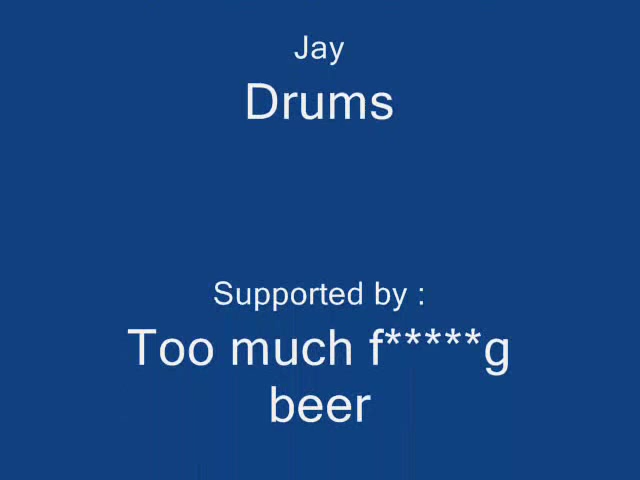 Jay
Drums
Supported by :
Too much f*****g
beer